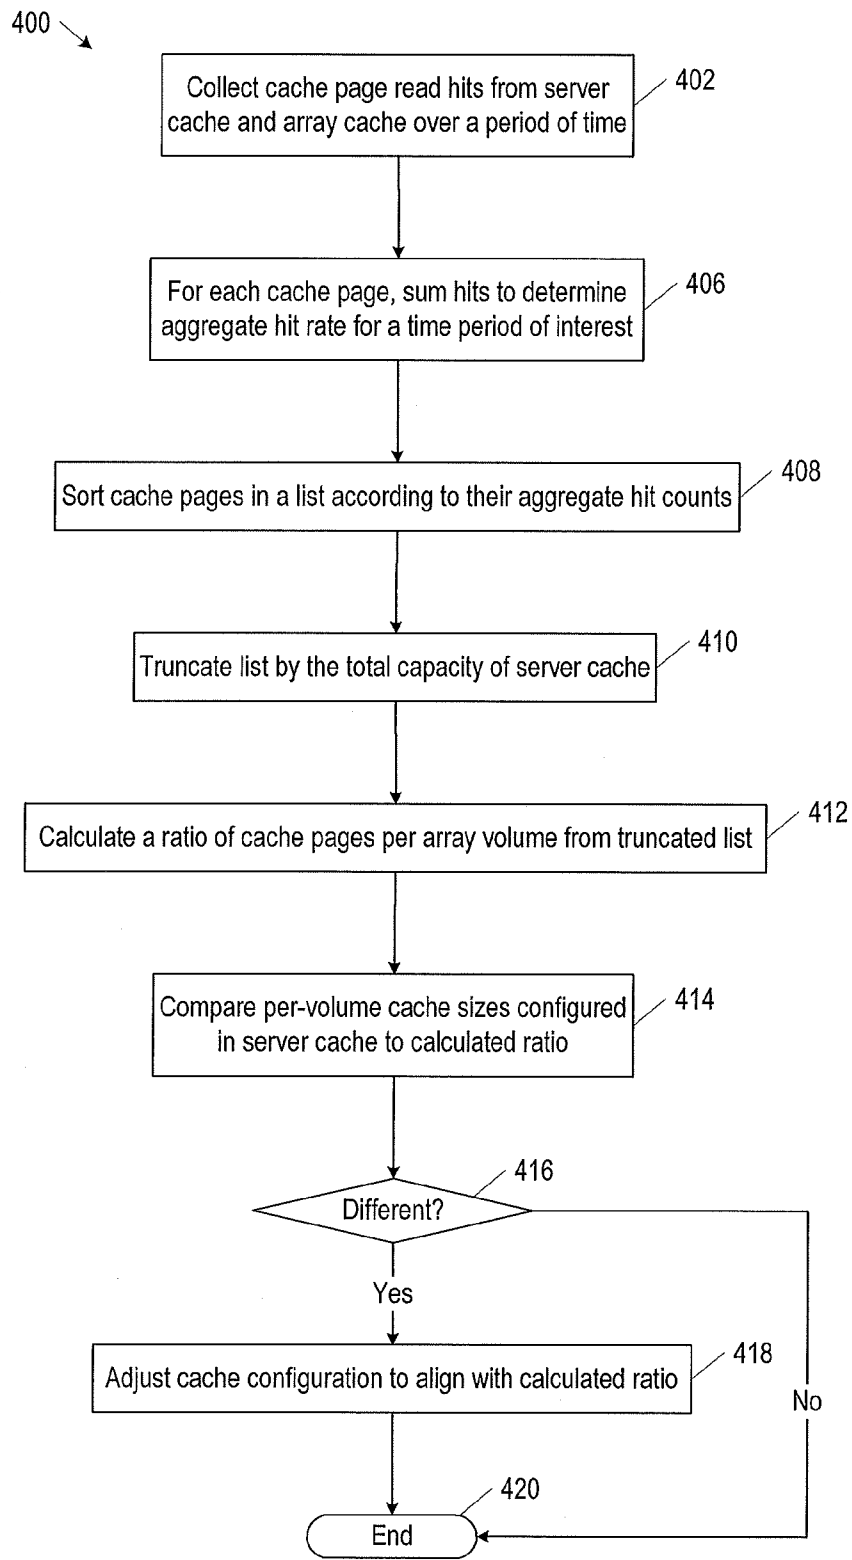 400
Collect cache page read hits from server
cache and array cache over a period of time
402
For each cache page, sum hits to determine
aggregate hit rate for a time period of interest
406
Sort cache pages in a list according to their aggregate hit counts
408
Truncate list by the total capacity of server cache
410
Calculate a ratio of cache pages per array volume from truncated list
412
Compare per-volume cache sizes configured
in server cache to calculated ratio
414
Different?
416
Yes
Adjust cache configuration to align with calculated ratio
418
No
End
420